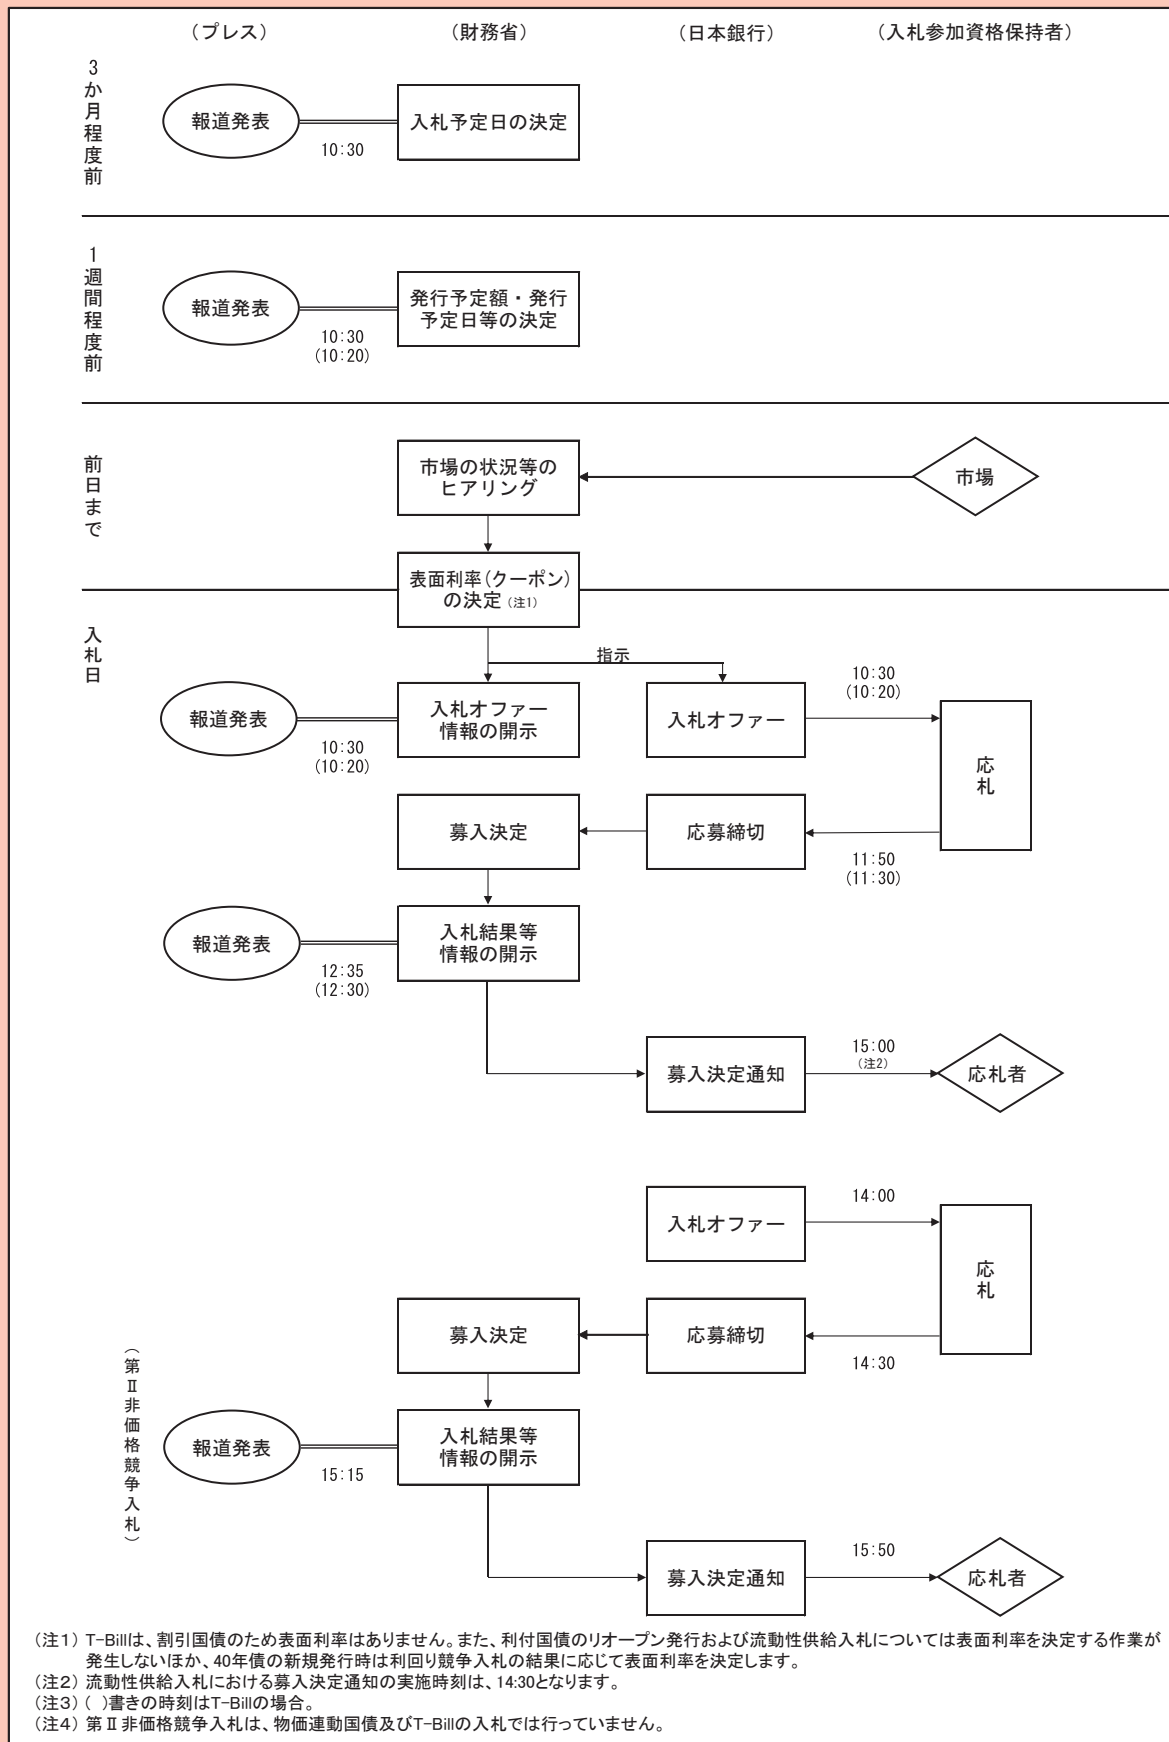 （プレス）
（財務省）
（日本銀行）
（入札参加資格保持者）
3か月程度前
報道発表
10:30
入札予定日の決定
1週間程度前
報道発表
10:30
(10:20)
発行予定額・発行
予定日等の決定
前日まで
市場の状況等の
ヒアリング
市場
表面利率(クーポン)
の決定（注1）
入札日
指示
報道発表
10:30
(10:20)
入札オファー
情報の開示
入札オファー
10:30
(10:20)
応札
募入決定
応募締切
11:50
(11:30)
報道発表
12:35
(12:30)
入札結果等
情報の開示
募入決定通知
15:00
（注2）
応札者
（第Ⅱ非価格競争入札）
入札オファー
14:00
応札
募入決定
応募締切
14:30
報道発表
15:15
入札結果等
情報の開示
募入決定通知
15:50
応札者
（注1） T-Billは、割引国債のため表面利率はありません。また、利付国債のリオープン発行および流動性供給入札については表面利率を決定する作業が
発生しないほか、40年債の新規発行時は利回り競争入札の結果に応じて表面利率を決定します。
（注2） 流動性供給入札における募入決定通知の実施時刻は、14:30となります。
（注3） ( )書きの時刻はT-Billの場合。
（注4） 第Ⅱ非価格競争入札は、物価連動国債及びT-Billの入札では行っていません。